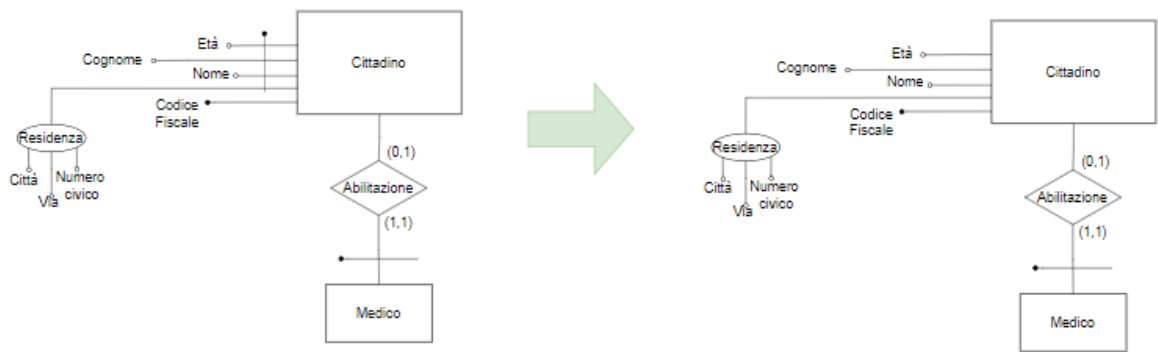 Età
Cognome
Nome
Codice
Fiscale
Residenza
Città
Via
Numero
civico
Cittadino
(0,1)
Abilitazione
(1,1)
Medico
Età
Cognome
Nome
Codice
Fiscale
Residenza
Città
Via
Numero
civico
Cittadino
(0,1)
Abilitazione
(1,1)
Medico